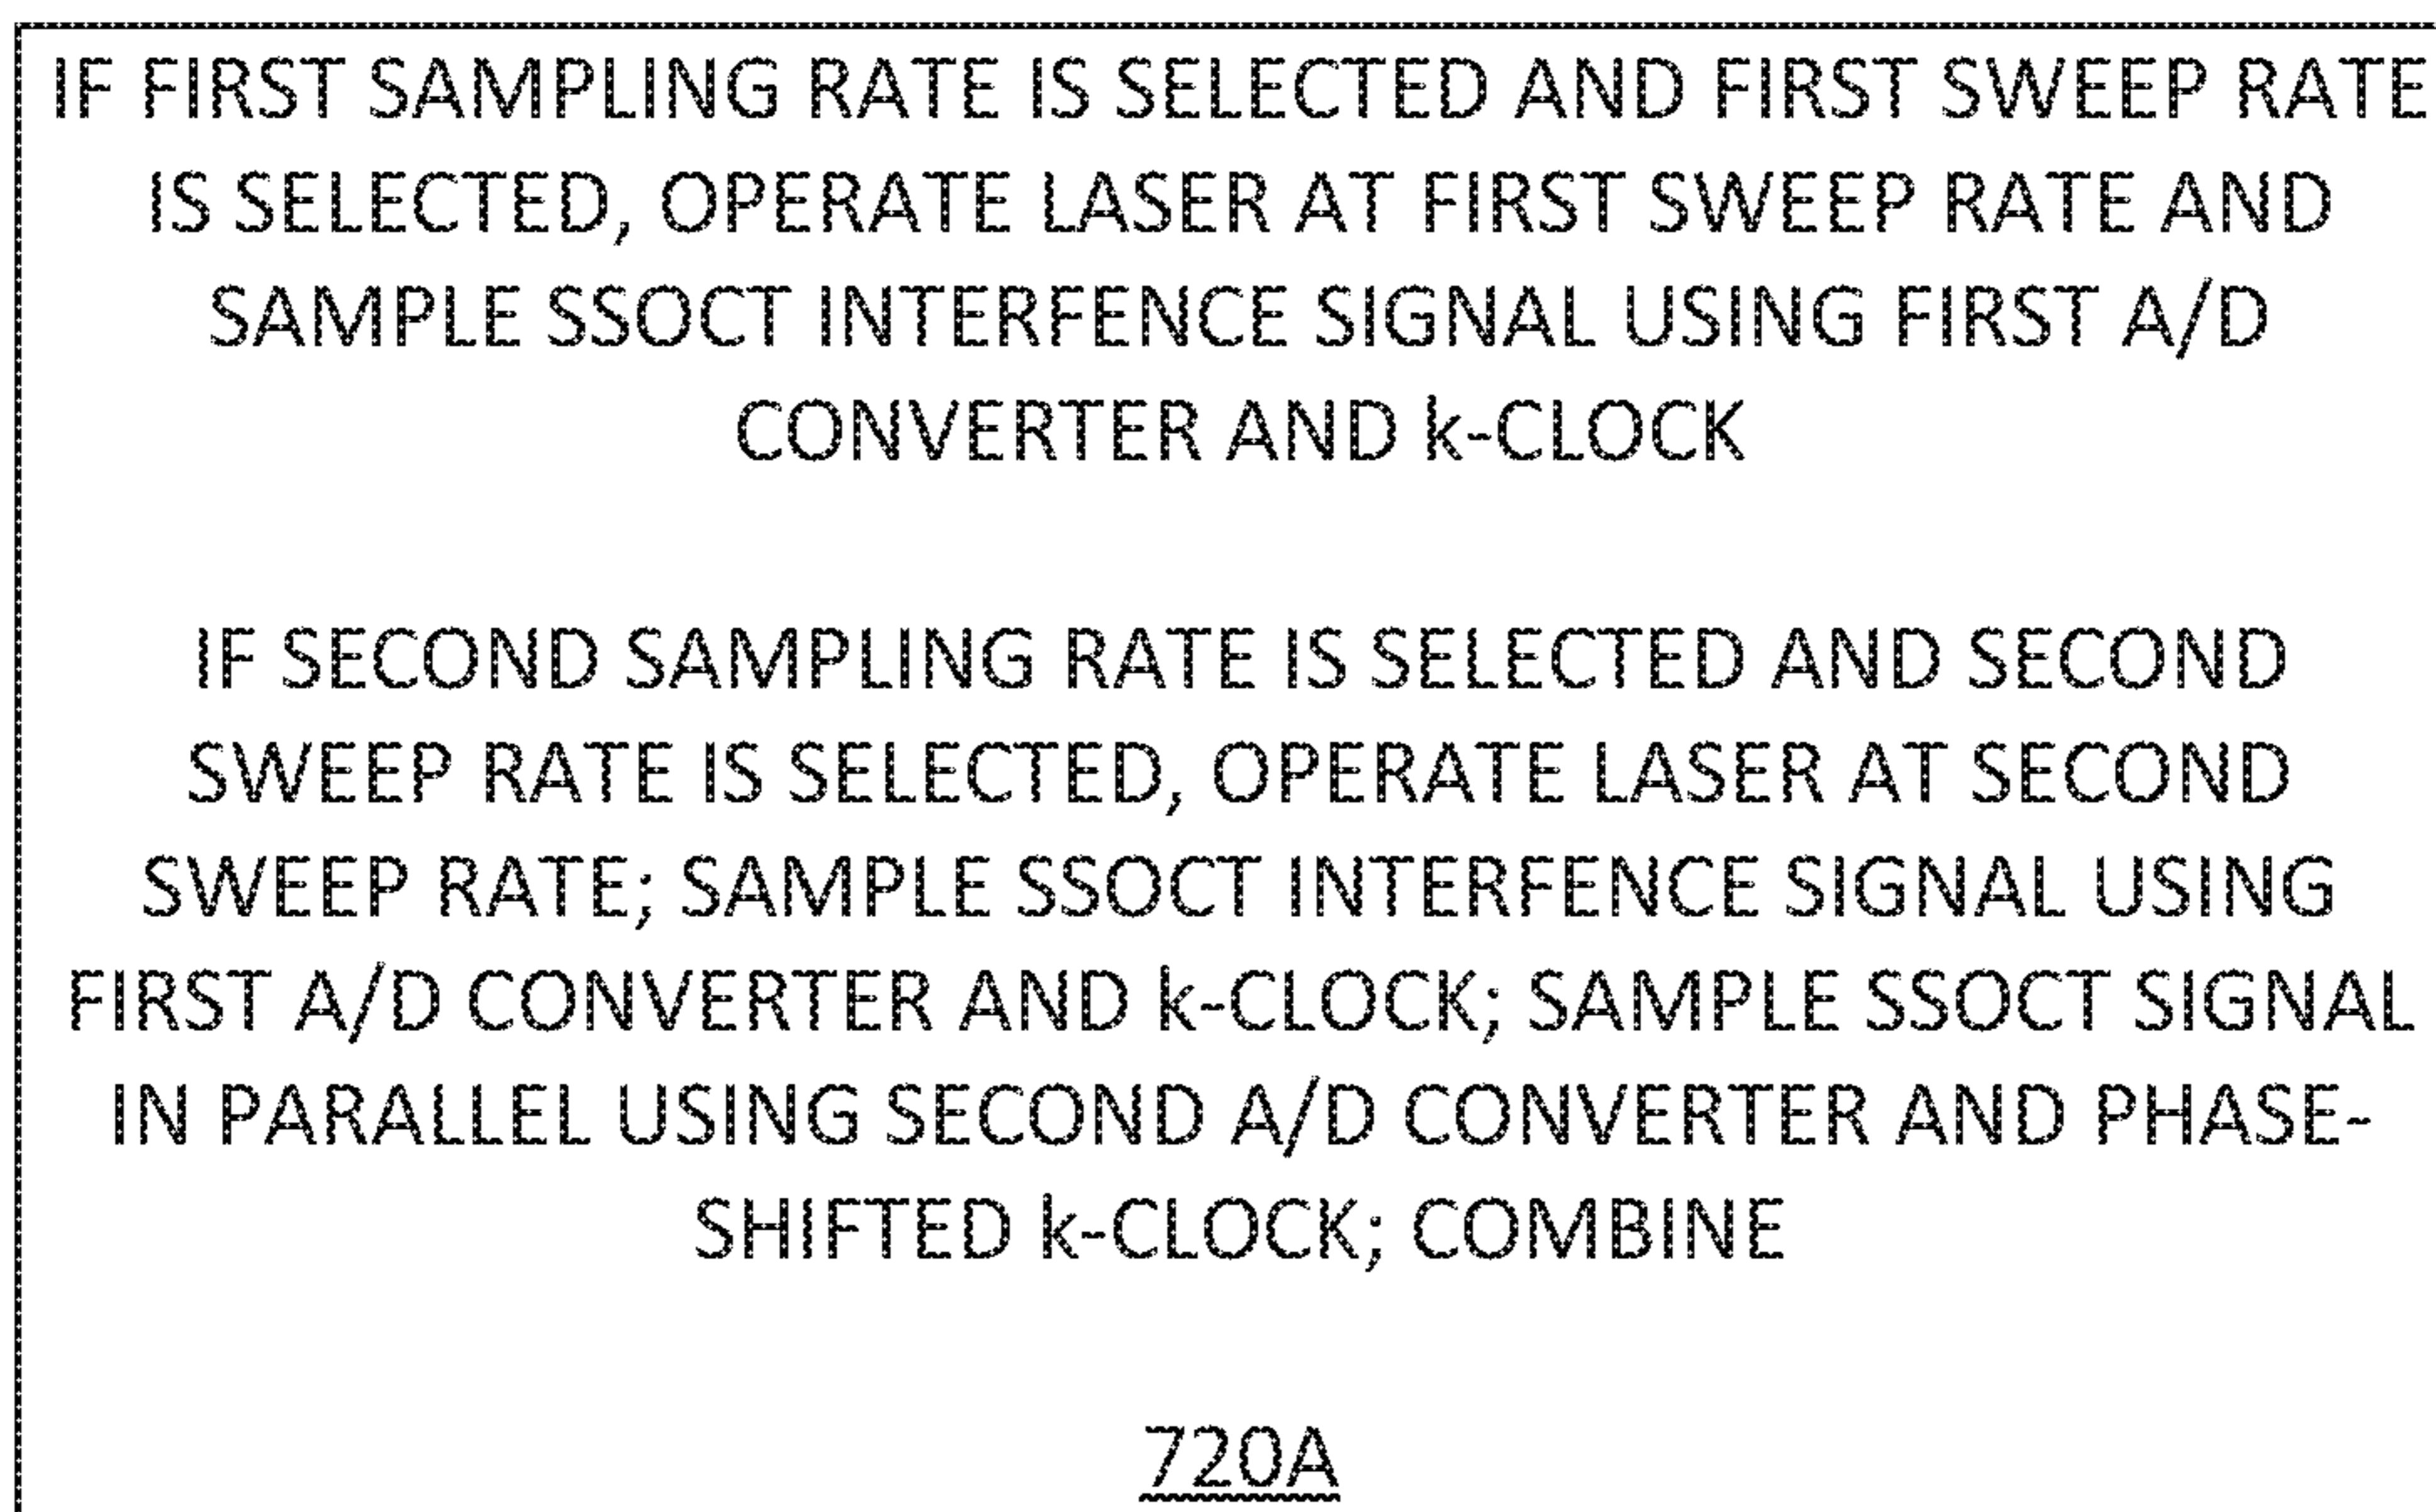 IF FIRST SAMPLING RATE IS SELECTED AND FIRST SWEEP RATE
IS SELECTED, OPERATE LASER AT FIRST SWEEP RATE AND
SAMPLE SSOCT INTERFENCE SIGNAL USING FIRST A/D
CONVERTER AND k-CLOCK
IF SECOND SAMPLING RATE IS SELECTED AND SECOND
SWEEP RATE IS SELECTED, OPERATE LASER AT SECOND
SWEEP RATE; SAMPLE SSOCT INTERFENCE SIGNAL USING
FIRST A/D CONVERTER AND k-CLOCK; SAMPLE SSOCT SIGNAL
IN PARALLEL USING SECOND A/D CONVERTER AND PHASE-
SHIFTED k-CLOCK; COMBINE
720A